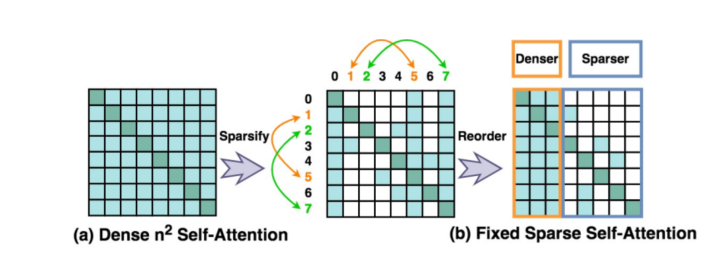 Denser Sparser
0 1 2 3 4 5 6 7
0
1
2
3
4
5
6
7
Sparsify
Reorder
(a) Dense n² Self-Attention
(b) Fixed Sparse Self-Attention